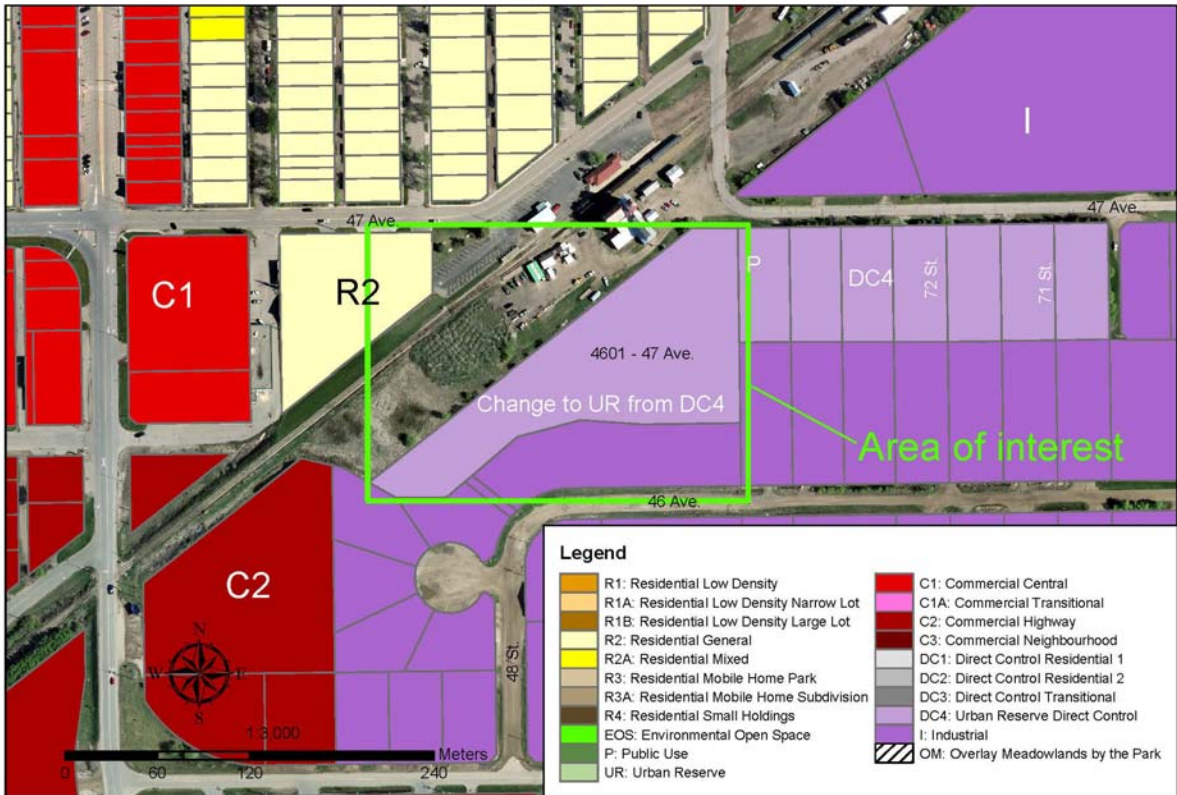 I
47 Ave.
47 Ave.
C1
R2
P
DC4
72 St.
71 St.
4601 - 47 Ave.
Change to UR from DC4
Area of interest
46 Ave.
C2
48 St.
N
W E
S
1:3,000
Meters
0 60 120 240
Legend
R1: Residential Low Density
R1A: Residential Low Density Narrow Lot
R1B: Residential Low Density Large Lot
R2: Residential General
R2A: Residential Mixed
R3: Residential Mobile Home Park
R3A: Residential Mobile Home Subdivision
R4: Residential Small Holdings
EOS: Environmental Open Space
P: Public Use
UR: Urban Reserve
C1: Commercial Central
C1A: Commercial Transitional
C2: Commercial Highway
C3: Commercial Neighbourhood
DC1: Direct Control Residential 1
DC2: Direct Control Residential 2
DC3: Direct Control Transitional
DC4: Urban Reserve Direct Control
I: Industrial
OM: Overlay Meadowlands by the Park